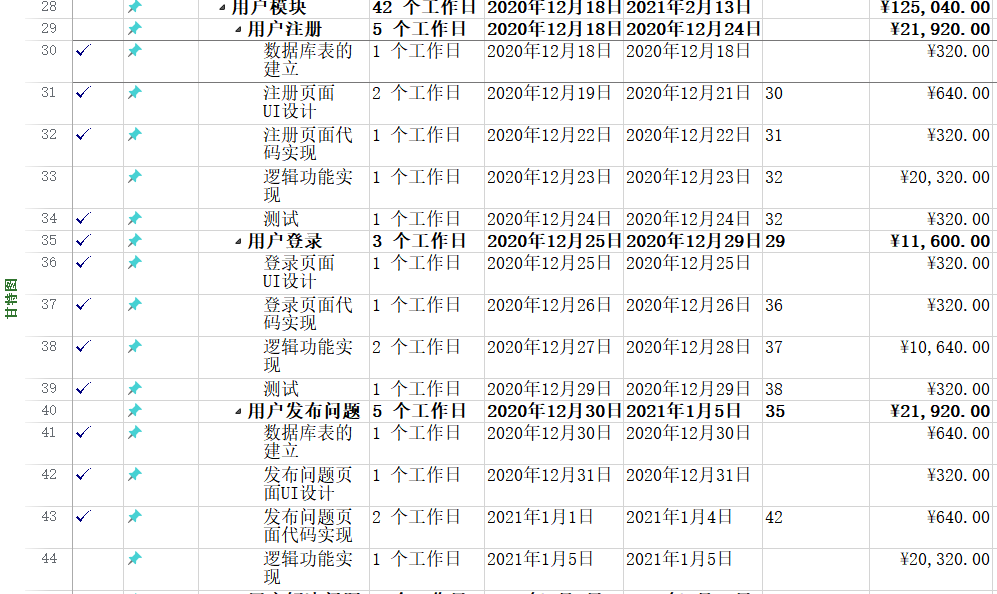 28 用户模块 42 个工作日 2020年12月18日 2021年2月13日 ¥125,040.00
29 用户注册 5 个工作日 2020年12月18日 2020年12月24日 ¥21,920.00
30 数据库表的 1 个工作日 2020年12月18日 2020年12月18日 ¥320.00
建立
31 注册页面 2 个工作日 2020年12月19日 2020年12月21日 30 ¥640.00
UI设计
32 注册页面代 1 个工作日 2020年12月22日 2020年12月22日 31 ¥320.00
码实现
33 逻辑功能实 1 个工作日 2020年12月23日 2020年12月23日 32 ¥20,320.00
现
34 测试 1 个工作日 2020年12月24日 2020年12月24日 32 ¥320.00
35 用户登录 3 个工作日 2020年12月25日 2020年12月29日 29 ¥11,600.00
36 登录页面 1 个工作日 2020年12月25日 2020年12月25日 ¥320.00
UI设计
37 登录页面代 1 个工作日 2020年12月26日 2020年12月26日 36 ¥320.00
码实现
38 逻辑功能实 2 个工作日 2020年12月27日 2020年12月28日 37 ¥10,640.00
现
39 测试 1 个工作日 2020年12月29日 2020年12月29日 38 ¥320.00
40 用户发布问题 5 个工作日 2020年12月30日 2021年1月5日 35 ¥21,920.00
41 数据库表的 1 个工作日 2020年12月30日 2020年12月30日 ¥640.00
建立
42 发布问题页 1 个工作日 2020年12月31日 2020年12月31日 ¥320.00
面UI设计
43 发布问题页 2 个工作日 2021年1月1日 2021年1月4日 42 ¥640.00
面代码实现
44 逻辑功能实 1 个工作日 2021年1月5日 2021年1月5日 ¥20,320.00
现
甘特图